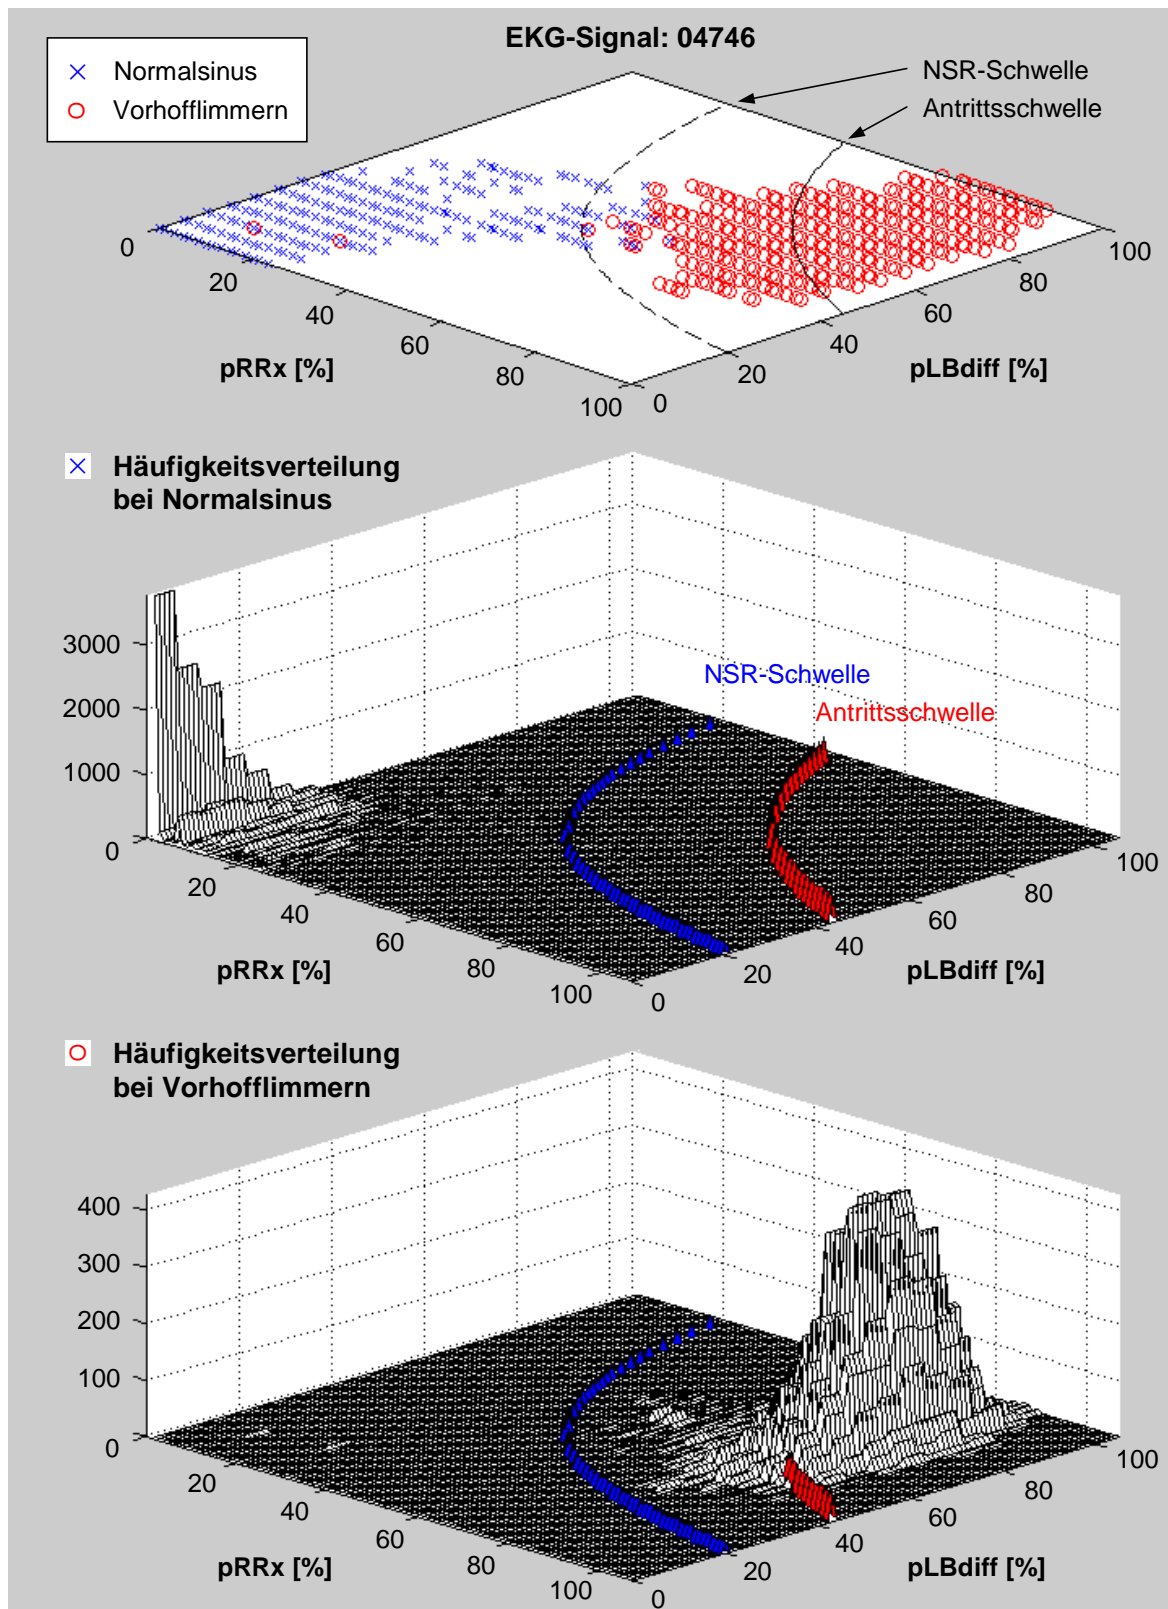 EKG-Signal: 04746
Normalsinus
Vorhofflimmern
NSR-Schwelle
Antrittsschwelle
0
20
40
60
80
100
0
20
40
60
80
100
pRRx [%]
pLBdiff [%]
Häufigkeitsverteilung
bei Normalsinus
3000
2000
1000
0
NSR-Schwelle
Antrittsschwelle
20
40
60
80
100
0
20
40
60
80
100
pRRx [%]
pLBdiff [%]
Häufigkeitsverteilung
bei Vorhofflimmern
400
300
200
100
0
20
40
60
80
100
0
20
40
60
80
100
pRRx [%]
pLBdiff [%]